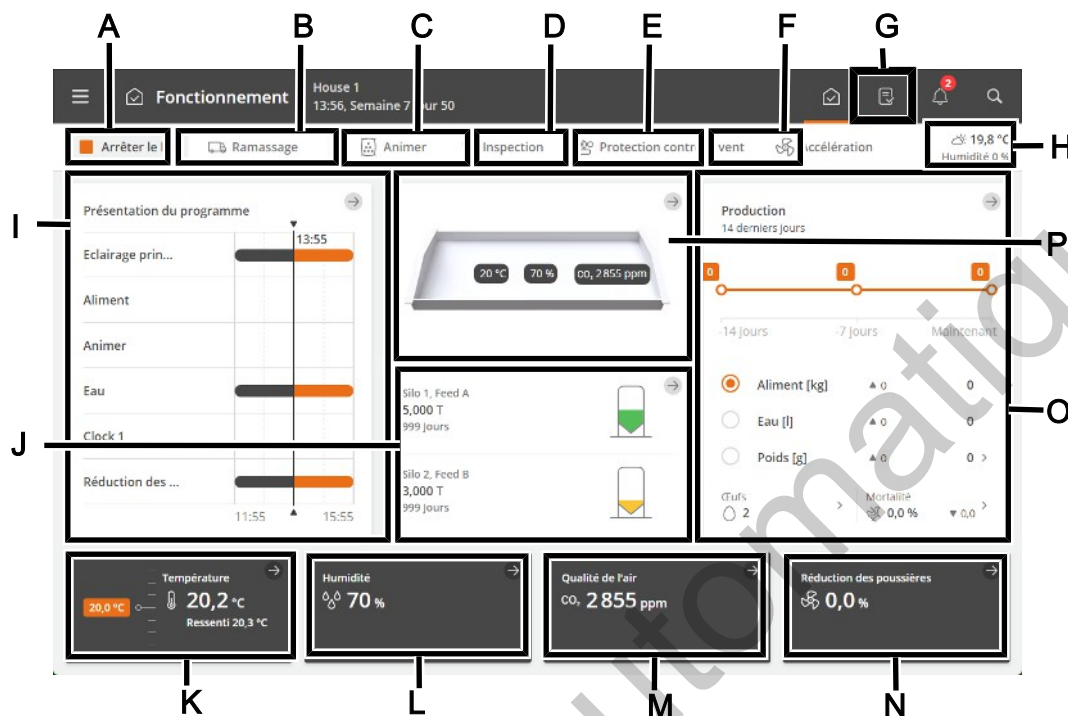 A
B
C
D
E
F
G
Fonctionnement
House 1
13:56, Semaine 7 our 50
2
Arrêter le
Ramassage
Animer
Inspection
Protection contr
vent
ccélération
19,8 °C
Humidité 0 %
H
I
Présentation du programme
13:55
Eclairage prin...
Aliment
Animer
Eau
Clock 1
Réduction des ...
11:55
15:55
20 °C
70 %
CO₂ 2855 ppm
P
Production
14 derniers jours
0
0
0
-14 jours
-7 jours
Maintenant
Aliment [kg]
▲ 0
0
Eau [l]
▲ 0
0
Poids [g]
▲ 0
0 >
Œufs
2
>
Mortalité
0,0 %
▼ 0,0 >
O
J
Silo 1, Feed A
5,000 T
999 Jours
Silo 2, Feed B
3,000 T
999 Jours
20,0 °C
Température
20,2 °C
Ressenti 20,3 °C
Humidité
70 %
Qualité de l'air
CO₂ 2855 ppm
Réduction des poussières
0,0 %
K
L
M
N